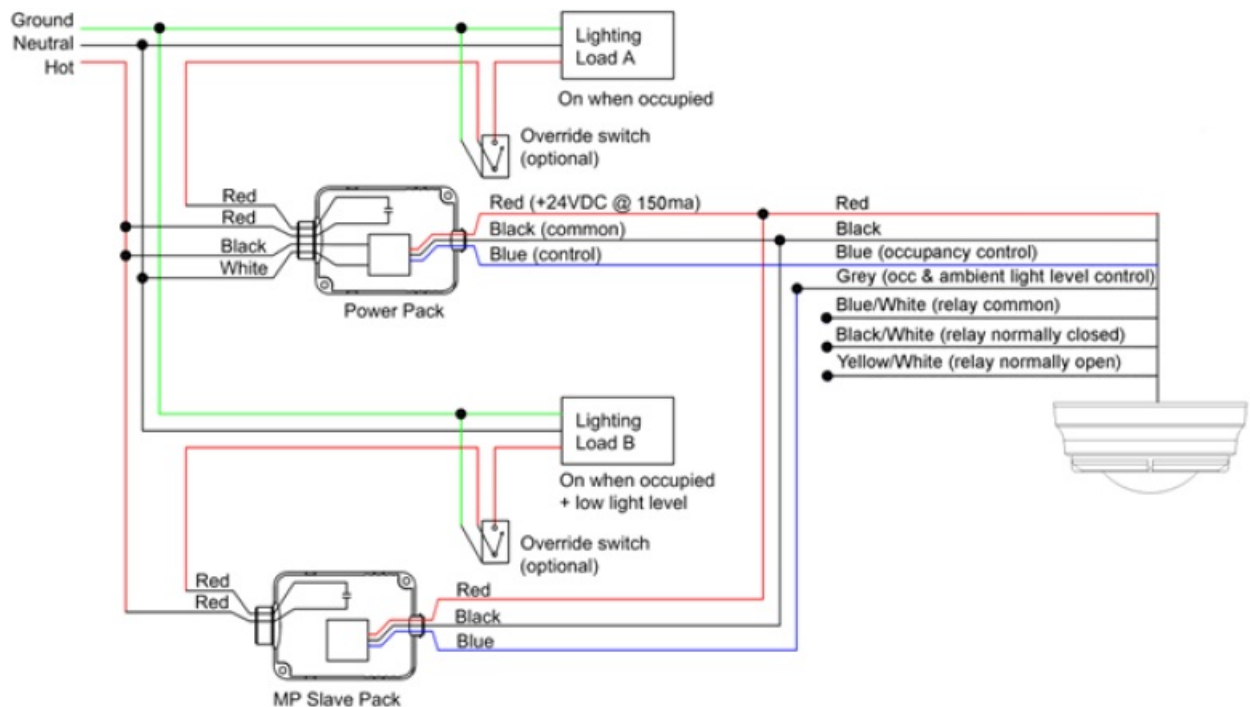 Ground
Neutral
Hot
Lighting
Load A
On when occupied
Override switch
(optional)
Red
Red
Black
White
Power Pack
Red (+24VDC @ 150ma)
Black (common)
Blue (control)
Red
Black
Blue (occupancy control)
Grey (occ & ambient light level control)
Blue/White (relay common)
Black/White (relay normally closed)
Yellow/White (relay normally open)
Lighting
Load B
On when occupied
+ low light level
Override switch
(optional)
Red
Red
Red
Black
Blue
MP Slave Pack